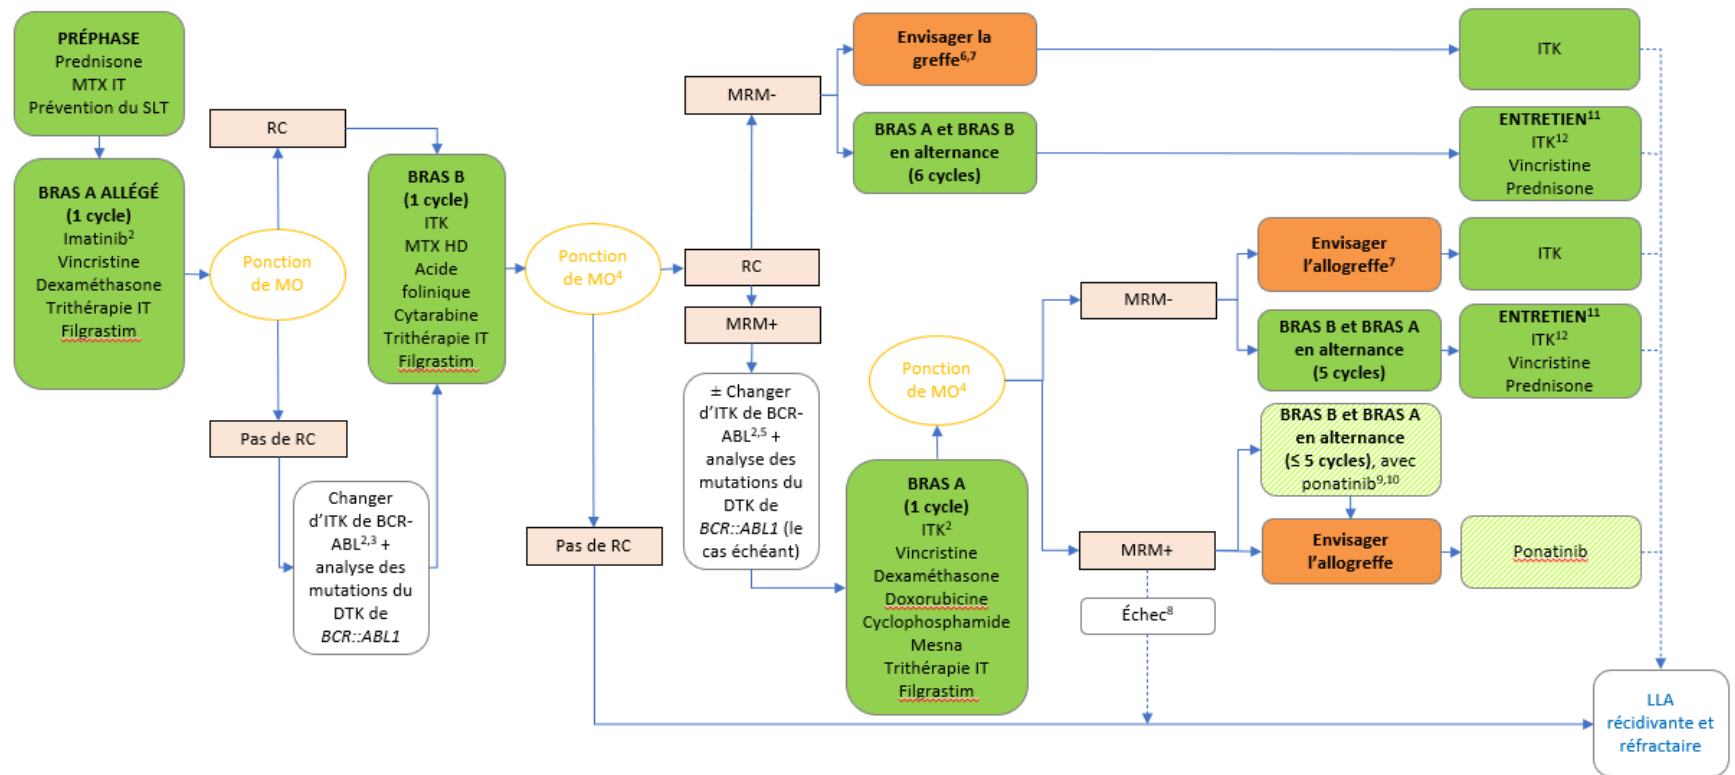 PRÉPHASE
Prednisone
MTX IT
Prévention du SLT
BRAS A ALLÉGÉ
(1 cycle)
Imatinib²
Vincristine
Dexaméthasone
Trithérapie IT
Filgrastim
RC
Ponction
de MO
Pas de RC
Changer
d’ITK de BCR-
ABL²,³ +
analyse des
mutations du
DTK de
BCR::ABL1
BRAS B
(1 cycle)
ITK
MTX HD
Acide
folinique
Cytarabine
Trithérapie IT
Filgrastim
Ponction
de MO⁴
Pas de RC
RC
MRM-
MRM+
± Changer
d’ITK de BCR-
ABL²,⁵ +
analyse des
mutations du
DTK de
BCR::ABL1 (le
cas échéant)
Envisager la
greffe⁶,⁷
ITK
BRAS A et BRAS B
en alternance
(6 cycles)
ENTRETIEN¹¹
ITK¹²
Vincristine
Prednisone
BRAS A
(1 cycle)
ITK²
Vincristine
Dexaméthasone
Doxorubicine
Cyclophosphamide
Mesna
Trithérapie IT
Filgrastim
Ponction
de MO⁴
MRM-
Envisager
l’allogreffe⁷
ITK
BRAS B et BRAS A
en alternance
(5 cycles)
ENTRETIEN¹¹
ITK¹²
Vincristine
Prednisone
MRM+
BRAS B et BRAS A
en alternance
(≤ 5 cycles), avec
ponatinib⁹,¹⁰
Envisager
l’allogreffe
Ponatinib
Échec⁸
LLA
récidivante et
réfractaire